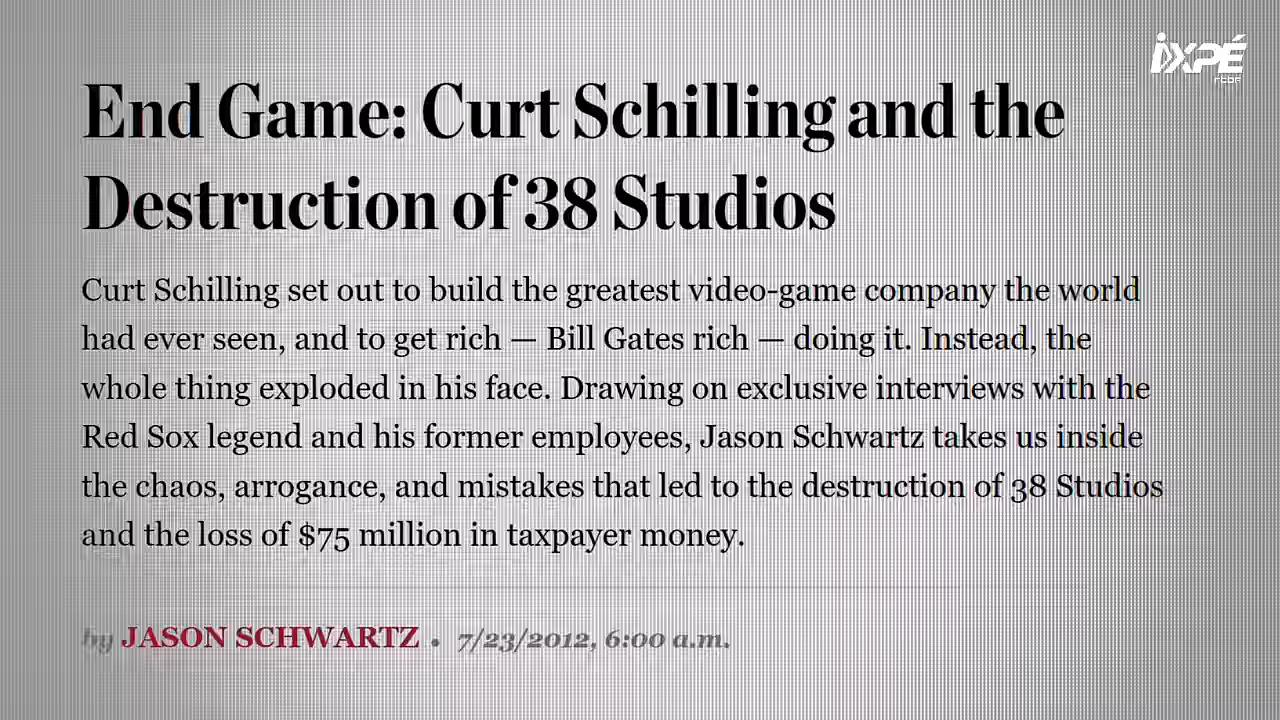 iXPÉ
rtbf
End Game: Curt Schilling and the
Destruction of 38 Studios
Curt Schilling set out to build the greatest video-game company the world
had ever seen, and to get rich — Bill Gates rich — doing it. Instead, the
whole thing exploded in his face. Drawing on exclusive interviews with the
Red Sox legend and his former employees, Jason Schwartz takes us inside
the chaos, arrogance, and mistakes that led to the destruction of 38 Studios
and the loss of $75 million in taxpayer money.
by JASON SCHWARTZ • 7/23/2012, 6:00 a.m.